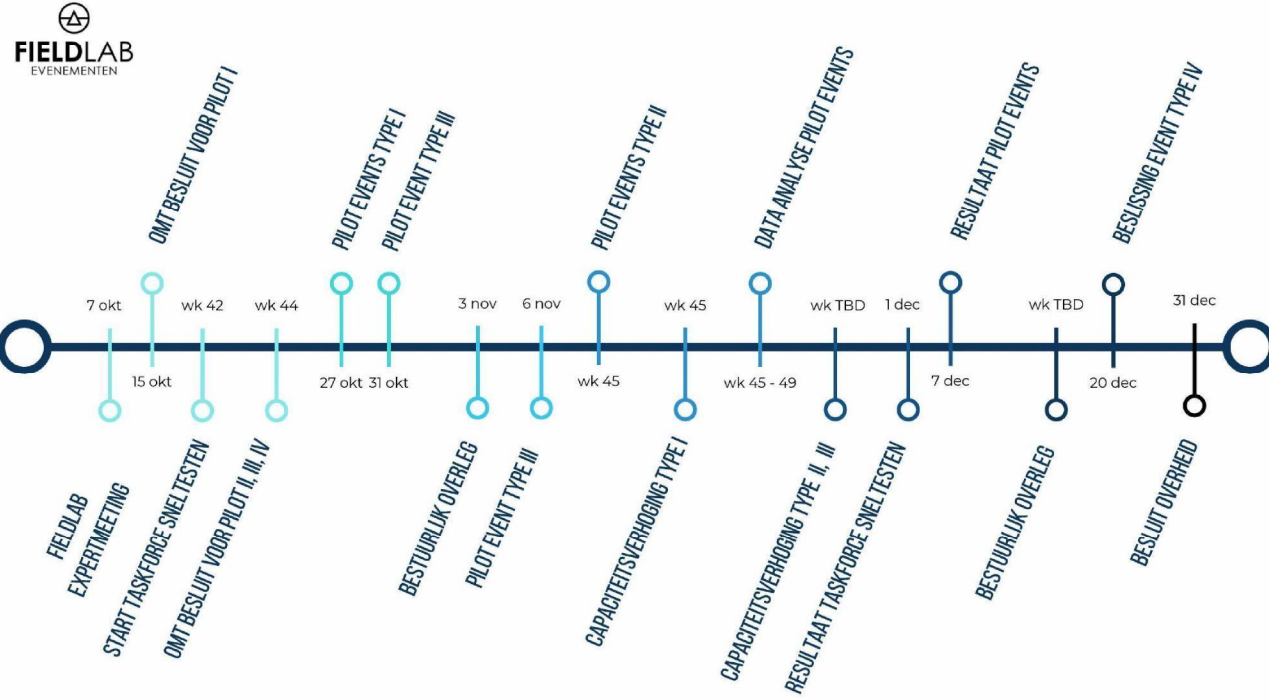 FIELDLAB
EVENEMENTEN
OMT BESLUIT VOOR PILOT I
PILOT EVENTS TYPE I
PILOT EVENT TYPE III
PILOT EVENTS TYPE II
DATA ANALYSE PILOT EVENTS
RESULTAAT PILOT EVENTS
BESLISSING EVENT TYPE IV
7 okt
wk 42
wk 44
3 nov
6 nov
wk 45
wk TBD
1 dec
wk TBD
31 dec
15 okt
27 okt
31 okt
wk 45
wk 45 - 49
7 dec
20 dec
FIELDLAB
EXPERTMEETING
START TASKFORCE SNELTESTEN
OMT BESLUIT VOOR PILOT II, III, IV
BESTUURLIJK OVERLEG
PILOT EVENT TYPE III
CAPACITEITSVERHOGING TYPE I
CAPACITEITSVERHOGING TYPE II, III
RESULTAAT TASKFORCE SNELTESTEN
BESTUURLIJK OVERLEG
BESLUIT OVERHEID